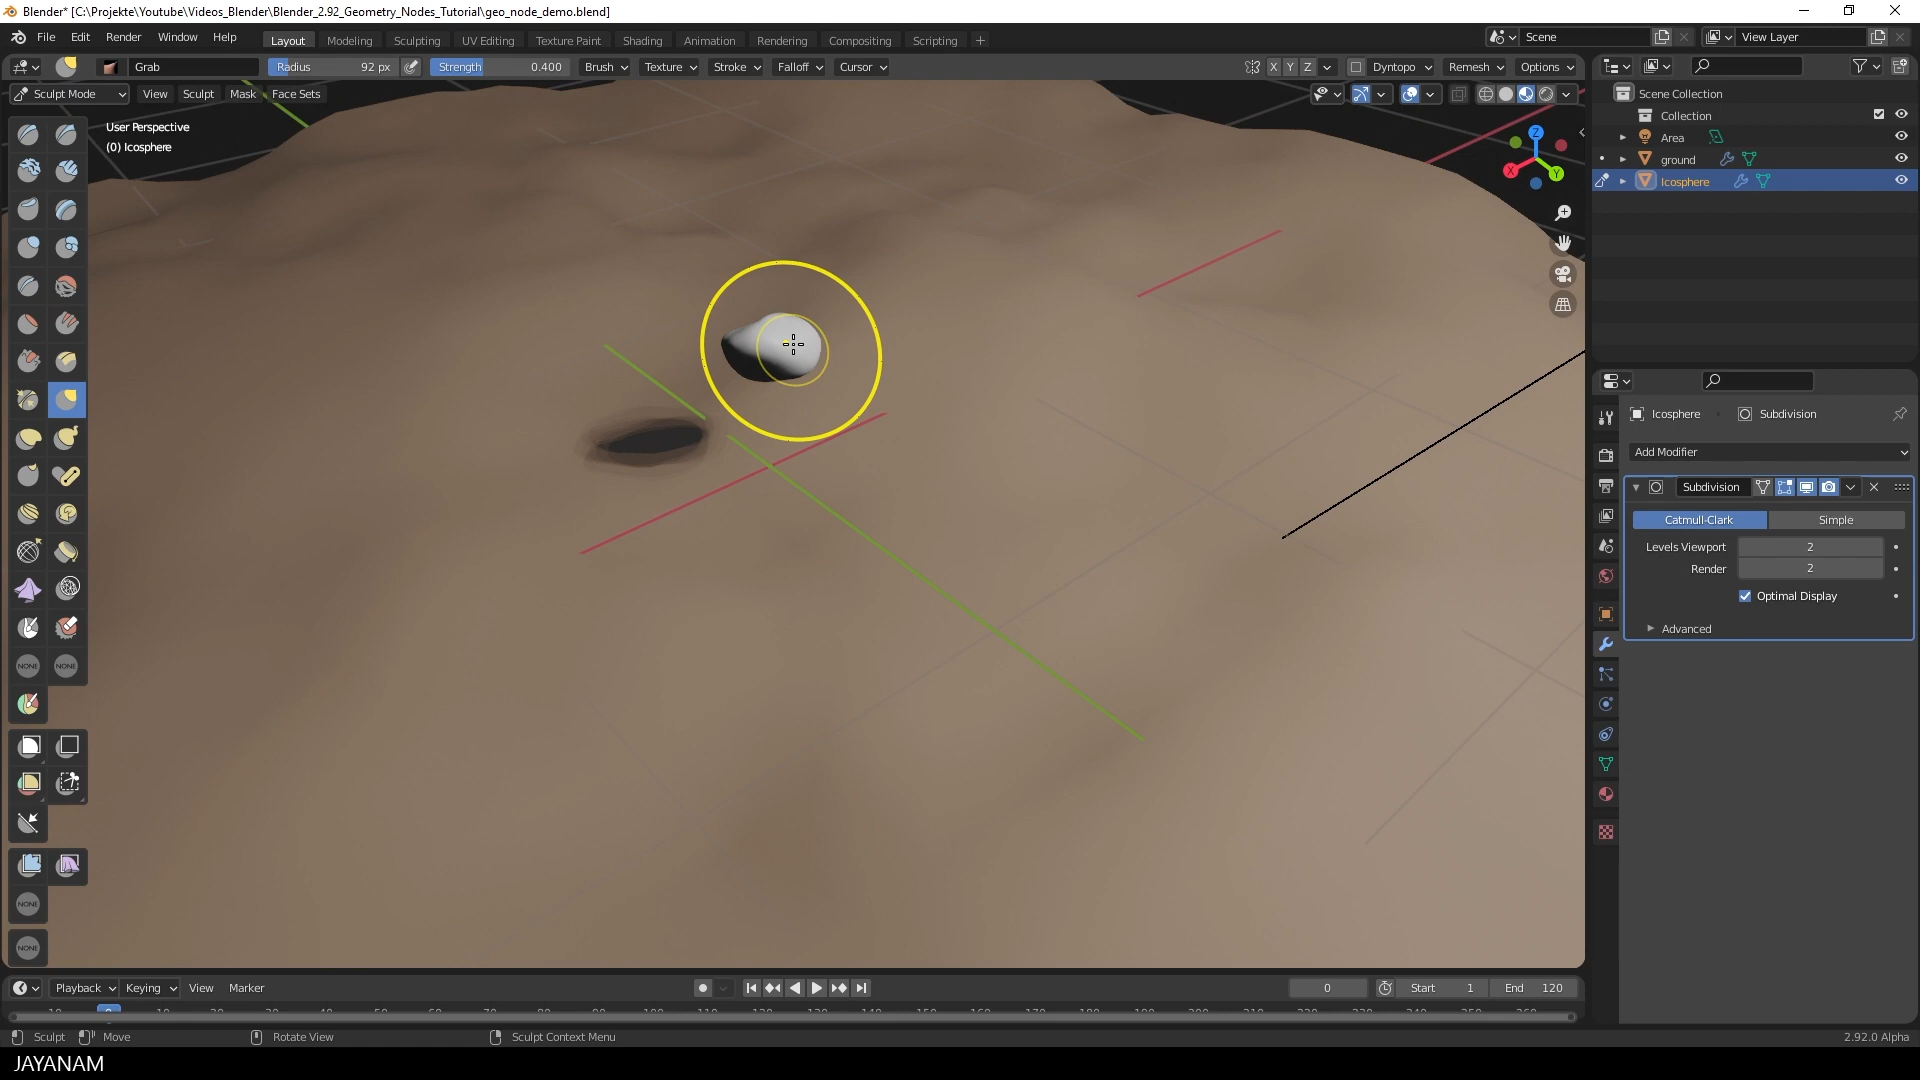 Blender* [C:\Projekte\Youtube\Videos_Blender\Blender_2.92_Geometry_Nodes_Tutorial\geo_node_demo.blend]
File Edit Render Window Help Layout Modeling Sculpting UV Editing Texture Paint Shading Animation Rendering Compositing Scripting + Scene View Layer
Grab Radius 92 px Strength 0.400 Brush Texture Stroke Falloff Cursor X Y Z Dyntopo Remesh Options
Sculpt Mode View Sculpt Mask Face Sets
User Perspective
(0) Icosphere
Z
X Y
Scene Collection
Collection
Area
ground
Icosphere
Icosphere Subdivision
Add Modifier
Subdivision
Catmull-Clark Simple
Levels Viewport 2
Render 2
Optimal Display
Advanced
NONE NONE
NONE
NONE
Playback Keying View Marker 0 Start 1 End 120
Sculpt Move Rotate View Sculpt Context Menu 2.92.0 Alpha
JAYANAM